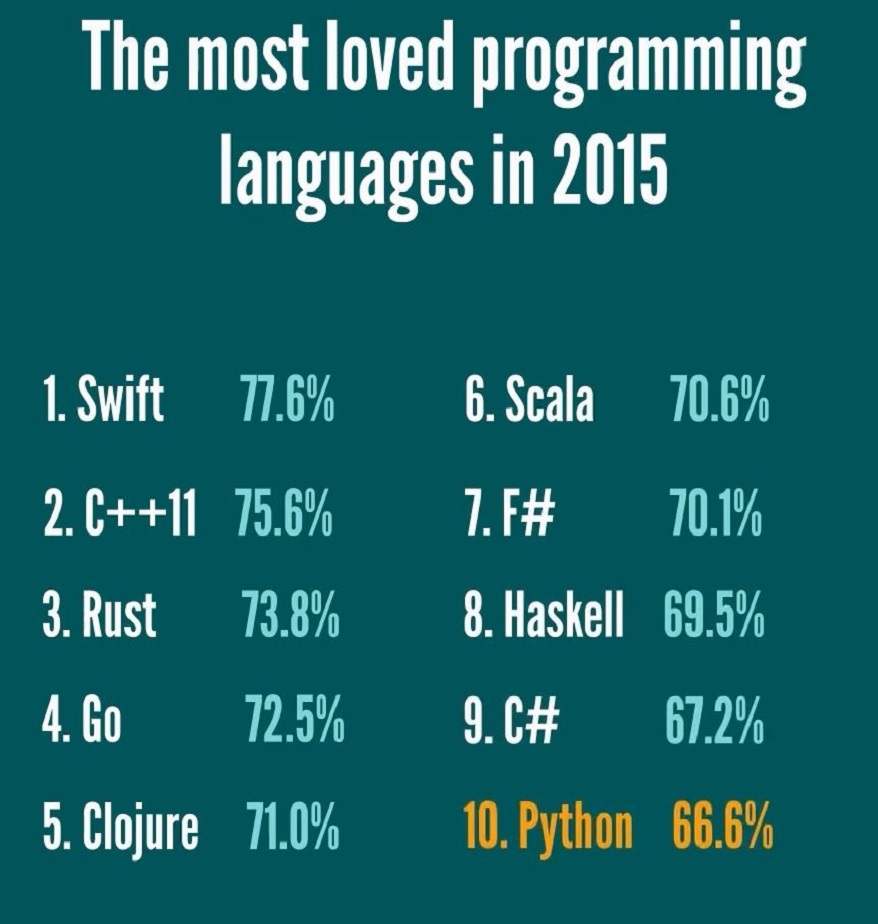 The most loved programming
languages in 2015
1. Swift 77.6%
2. C++11 75.6%
3. Rust 73.8%
4. Go 72.5%
5. Clojure 71.0%
6. Scala 70.6%
7. F# 70.1%
8. Haskell 69.5%
9. C# 67.2%
10. Python 66.6%